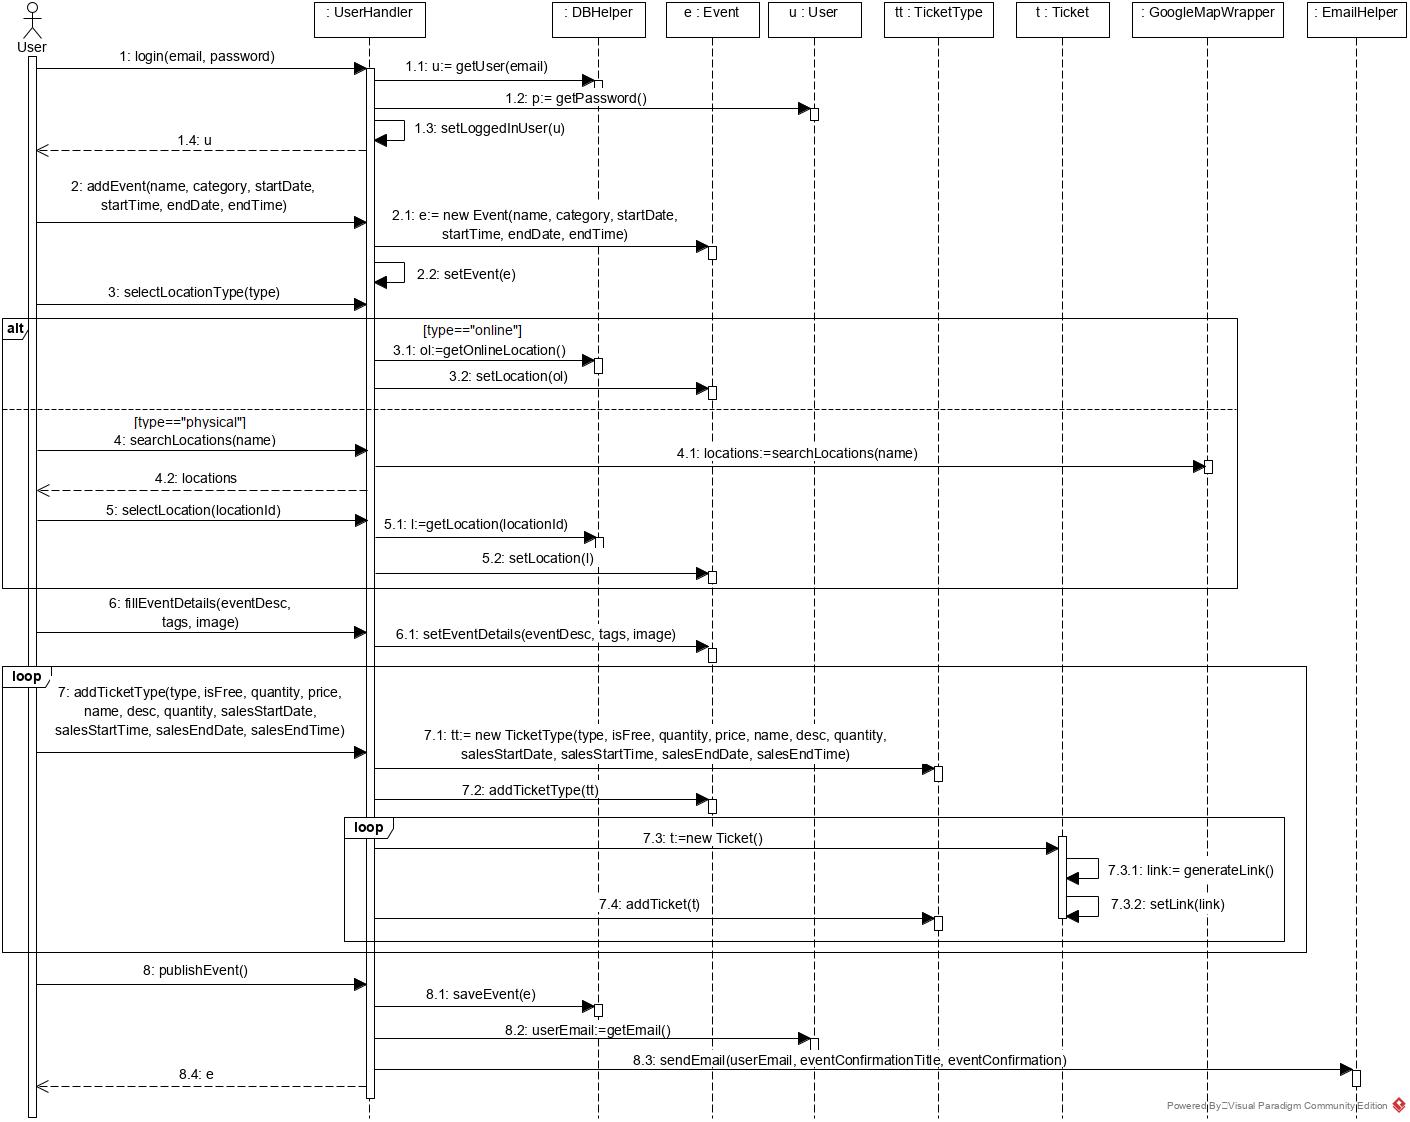 : UserHandler
: DBHelper
e : Event
u : User
tt : TicketType
t : Ticket
: GoogleMapWrapper
: EmailHelper
User
1: login(email, password)
1.1: u:= getUser(email)
1.2: p:= getPassword()
1.3: setLoggedInUser(u)
1.4: u
2: addEvent(name, category, startDate,
startTime, endDate, endTime)
2.1: e:= new Event(name, category, startDate,
startTime, endDate, endTime)
2.2: setEvent(e)
3: selectLocationType(type)
alt
[type=="online"]
3.1: ol:=getOnlineLocation()
3.2: setLocation(ol)
[type=="physical"]
4: searchLocations(name)
4.1: locations:=searchLocations(name)
4.2: locations
5: selectLocation(locationId)
5.1: l:=getLocation(locationId)
5.2: setLocation(l)
6: fillEventDetails(eventDesc,
tags, image)
6.1: setEventDetails(eventDesc, tags, image)
loop
7: addTicketType(type, isFree, quantity, price,
name, desc, quantity, salesStartDate,
salesStartTime, salesEndDate, salesEndTime)
7.1: tt:= new TicketType(type, isFree, quantity, price, name, desc, quantity,
salesStartDate, salesStartTime, salesEndDate, salesEndTime)
7.2: addTicketType(tt)
loop
7.3: t:=new Ticket()
7.3.1: link:= generateLink()
7.3.2: setLink(link)
7.4: addTicket(t)
8: publishEvent()
8.1: saveEvent(e)
8.2: userEmail:=getEmail()
8.3: sendEmail(userEmail, eventConfirmationTitle, eventConfirmation)
8.4: e
Powered By Visual Paradigm Community Edition